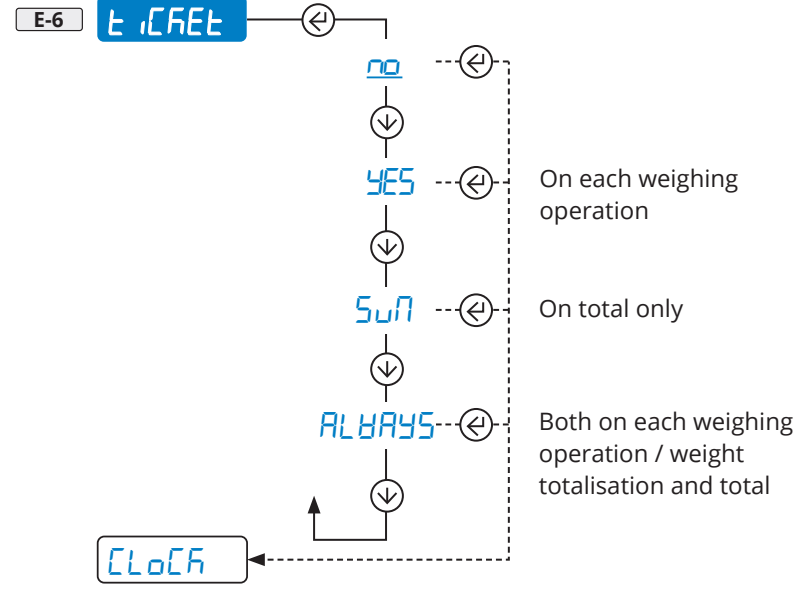 E-6 tiCKEt
no
YES
On each weighing
operation
SuM
On total only
ALWAYS
Both on each weighing
operation / weight
totalisation and total
CLoCK